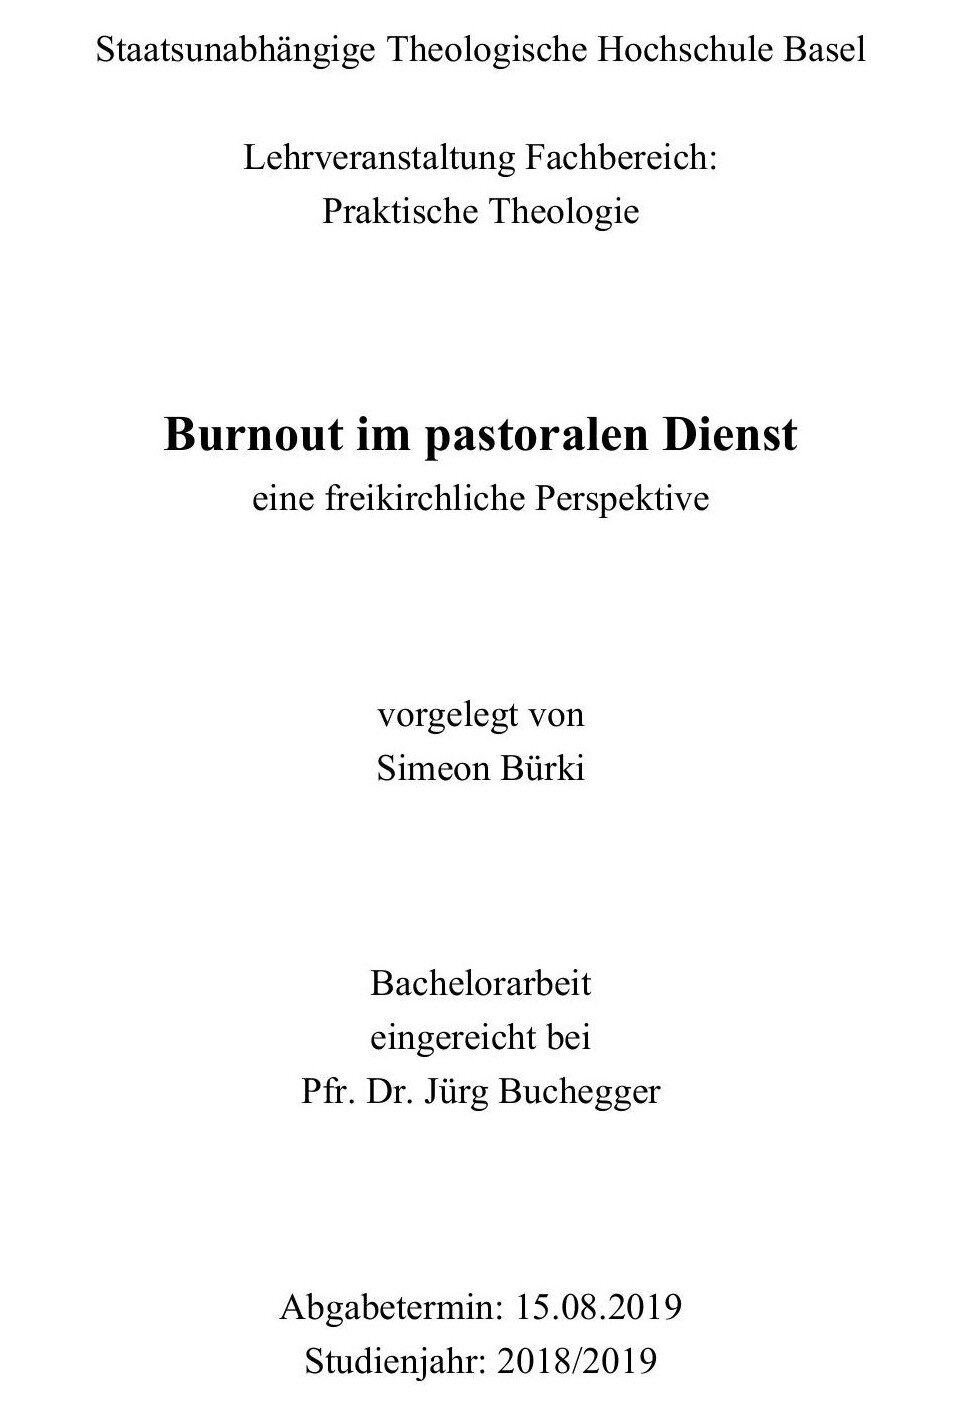 Staatsunabhängige Theologische Hochschule Basel
Lehrveranstaltung Fachbereich:
Praktische Theologie
Burnout im pastoralen Dienst
eine freikirchliche Perspektive
vorgelegt von
Simeon Bürki
Bachelorarbeit
eingereicht bei
Pfr. Dr. Jürg Buchegger
Abgabetermin: 15.08.2019
Studienjahr: 2018/2019